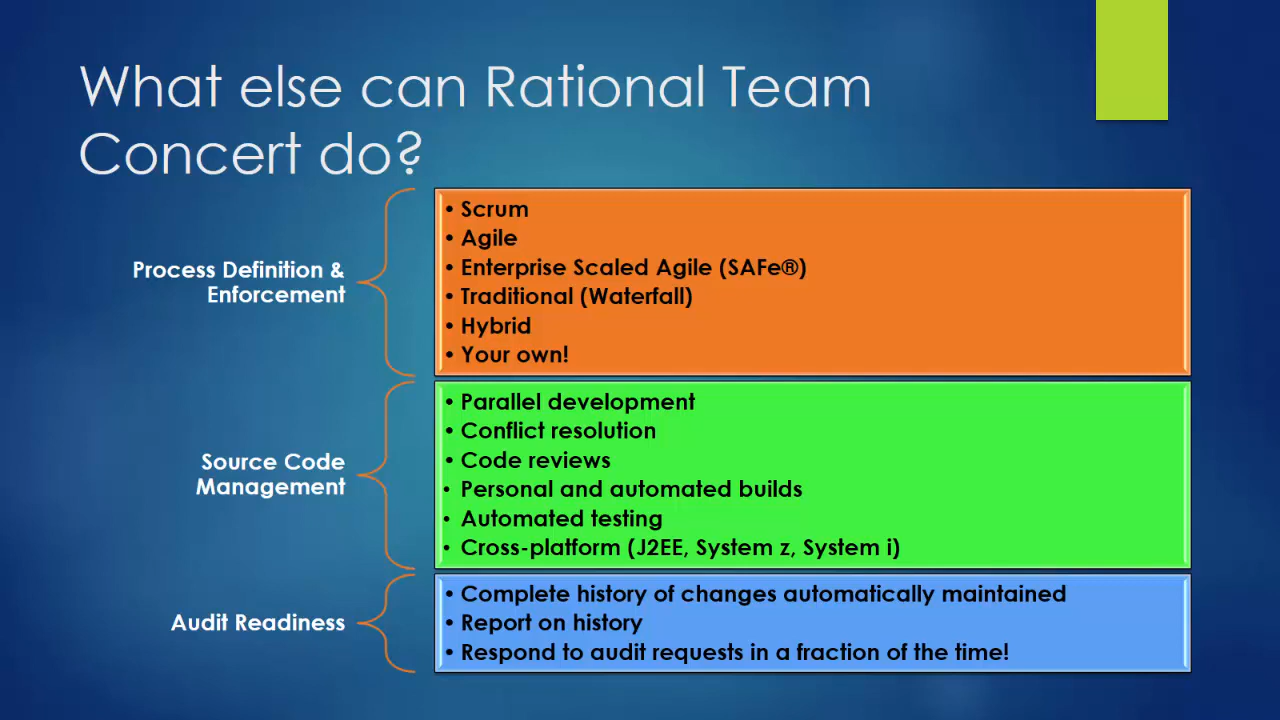 What else can Rational Team
Concert do?
Process Definition &
Enforcement
• Scrum
• Agile
• Enterprise Scaled Agile (SAFe®)
• Traditional (Waterfall)
• Hybrid
• Your own!
Source Code
Management
• Parallel development
• Conflict resolution
• Code reviews
• Personal and automated builds
• Automated testing
• Cross-platform (J2EE, System z, System i)
Audit Readiness
• Complete history of changes automatically maintained
• Report on history
• Respond to audit requests in a fraction of the time!